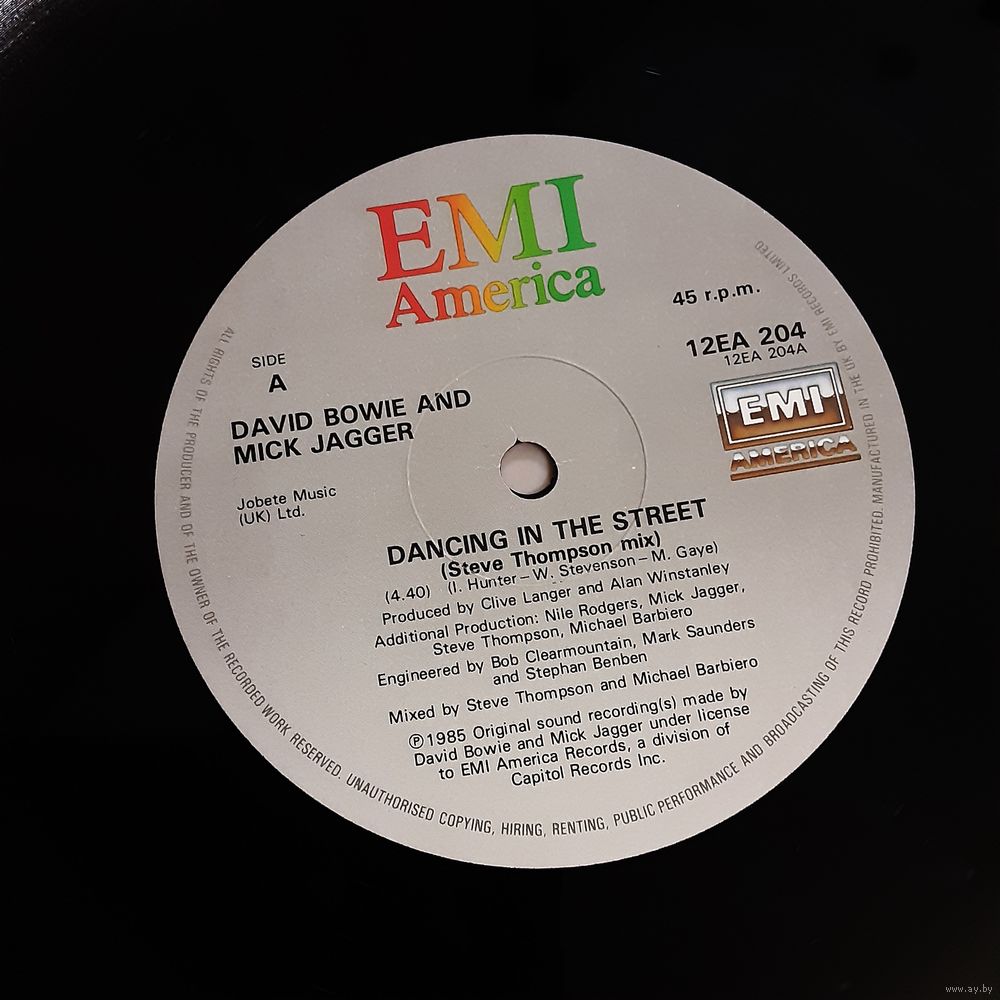 EMI
America
45 r.p.m.
12EA 204
12EA 204A
EMI
AMERICA
SIDE
A
DAVID BOWIE AND
MICK JAGGER
Jobete Music
(UK) Ltd.
DANCING IN THE STREET
(Steve Thompson mix)
(4.40) (I. Hunter – W. Stevenson – M. Gaye)
Produced by Clive Langer and Alan Winstanley
Additional Production: Nile Rodgers, Mick Jagger,
Steve Thompson, Michael Barbiero
Engineered by Bob Clearmountain, Mark Saunders
and Stephan Benben
Mixed by Steve Thompson and Michael Barbiero
℗1985 Original sound recording(s) made by
David Bowie and Mick Jagger under license
to EMI America Records, a division of
Capitol Records Inc.
ALL RIGHTS OF THE PRODUCER AND OF THE OWNER OF THE RECORDED WORK RESERVED. UNAUTHORISED COPYING, HIRING, RENTING, PUBLIC PERFORMANCE AND BROADCASTING OF THIS RECORD PROHIBITED. MANUFACTURED IN THE UK BY EMI RECORDS LIMITED
www.ay.by